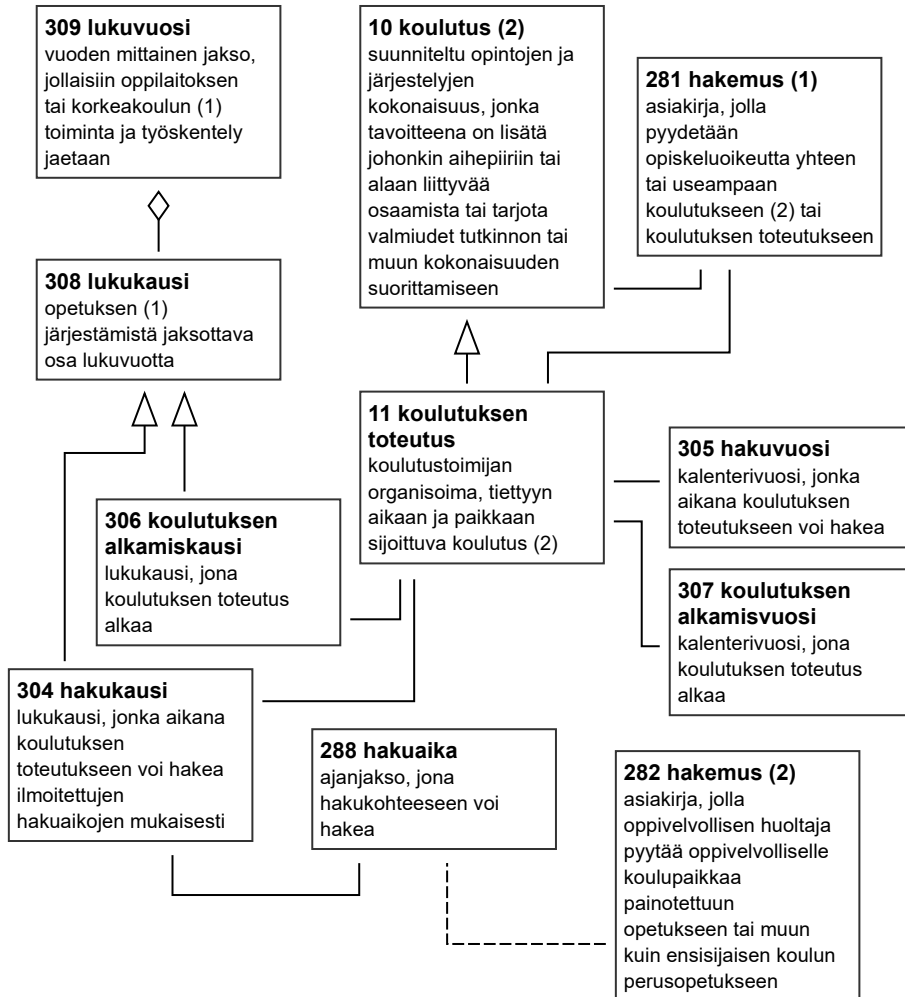 309 lukuvuosi
vuoden mittainen jakso,
jollaisiin oppilaitoksen
tai korkeakoulun (1)
toiminta ja työskentely
jaetaan
10 koulutus (2)
suunniteltu opintojen ja
järjestelyjen
kokonaisuus, jonka
tavoitteena on lisätä
johonkin aihepiiriin tai
alaan liittyvää
osaamista tai tarjota
valmiudet tutkinnon tai
muun kokonaisuuden
suorittamiseen
281 hakemus (1)
asiakirja, jolla
pyydetään
opiskeluoikeutta yhteen
tai useampaan
koulutukseen (2) tai
koulutuksen toteutukseen
308 lukukausi
opetuksen (1)
järjestämistä jaksottava
osa lukuvuotta
11 koulutuksen
toteutus
koulutustoimijan
organisoima, tiettyyn
aikaan ja paikkaan
sijoittuva koulutus (2)
305 hakuvuosi
kalenterivuosi, jonka
aikana koulutuksen
toteutukseen voi hakea
306 koulutuksen
alkamiskausi
lukukausi, jona
koulutuksen toteutus
alkaa
307 koulutuksen
alkamisvuosi
kalenterivuosi, jona
koulutuksen toteutus
alkaa
304 hakukausi
lukukausi, jonka aikana
koulutuksen
toteutukseen voi hakea
ilmoitettujen
hakuaikojen mukaisesti
288 hakuaika
ajanjakso, jona
hakukohteeseen voi
hakea
282 hakemus (2)
asiakirja, jolla
oppivelvollisen huoltaja
pyytää oppivelvolliselle
koulupaikkaa
painotettuun
opetukseen tai muun
kuin ensisijaisen koulun
perusopetukseen